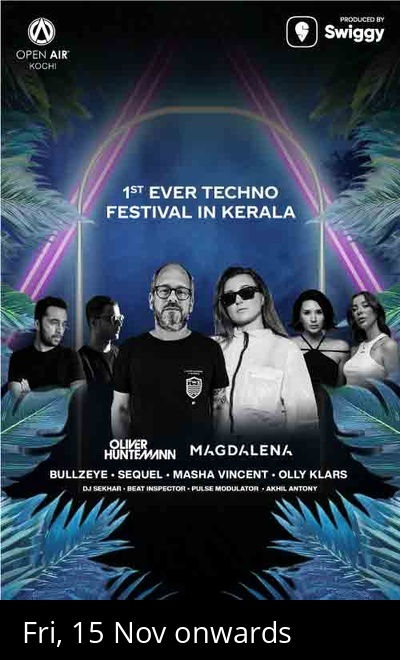 OPEN AIR
KOCHI
PRODUCED BY
Swiggy
1ST EVER TECHNO
FESTIVAL IN KERALA
OLIVER
HUNTEMANN
MAGDALENA
BULLZEYE • SEQUEL • MASHA VINCENT • OLLY KLARS
DJ SEKHAR • BEAT INSPECTOR • PULSE MODULATOR • AKHIL ANTONY
Fri, 15 Nov onwards